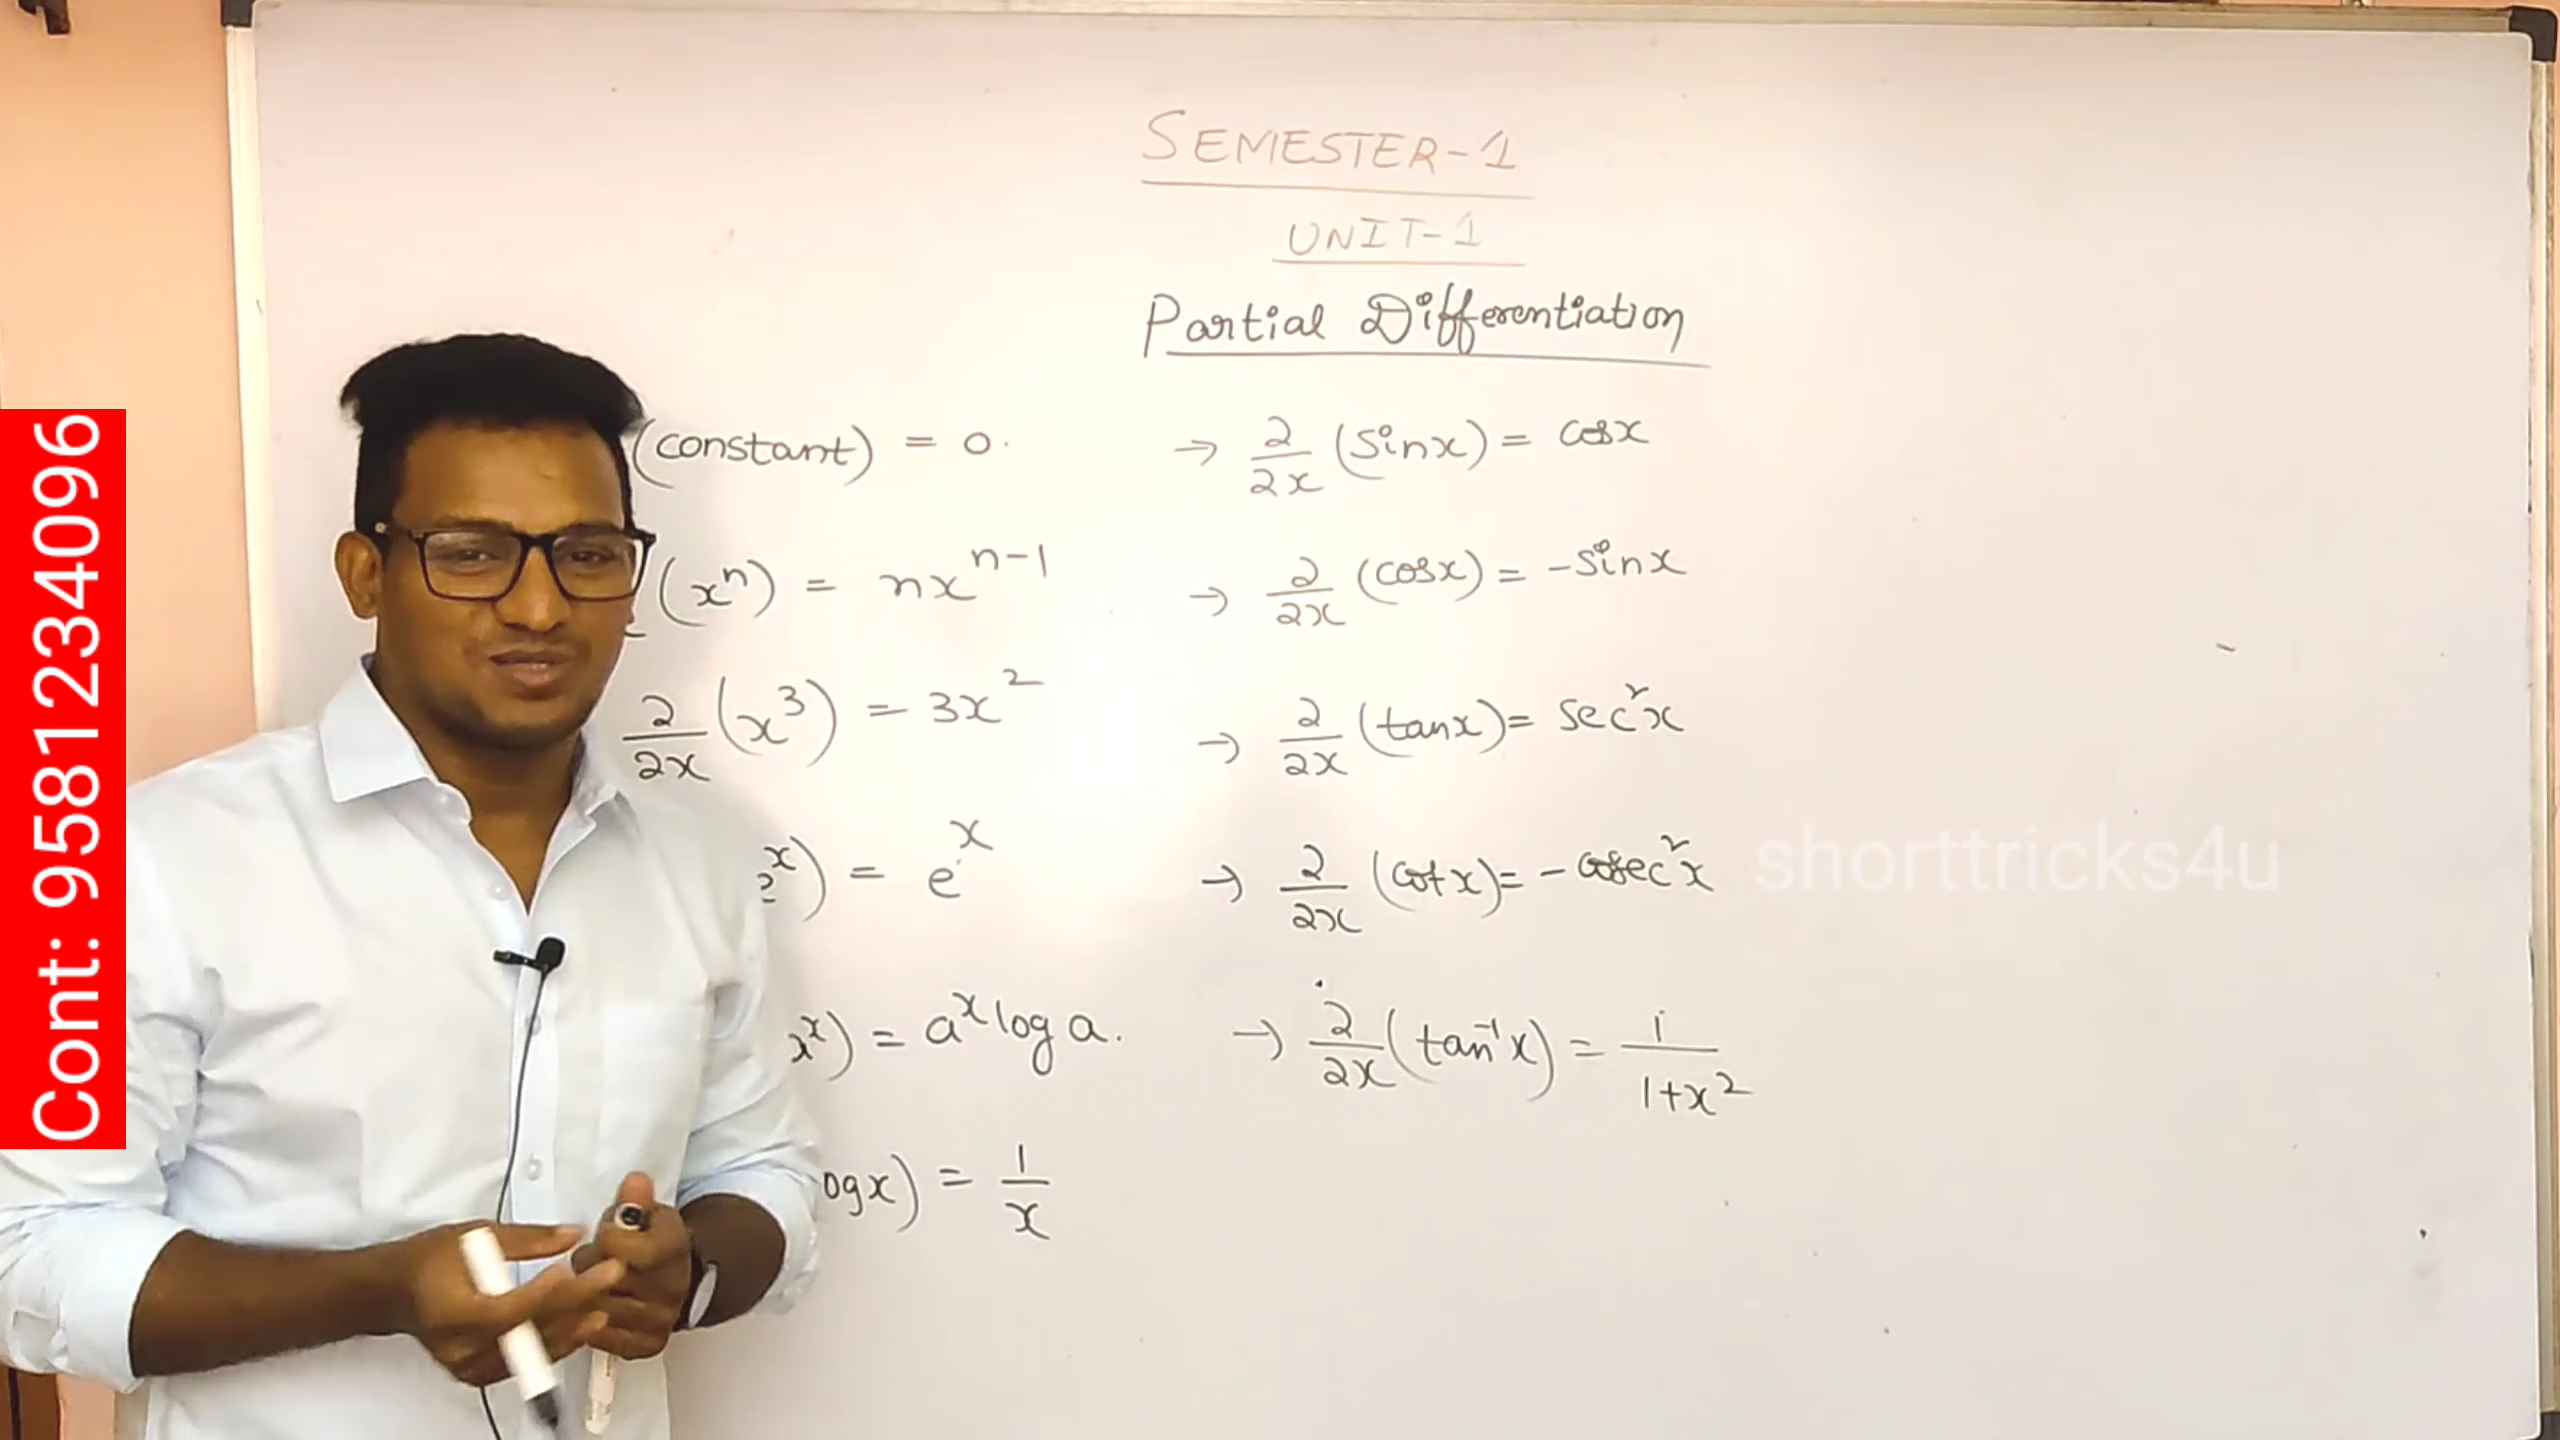 SEMESTER-1
UNIT-1
Partial Differentiation
(constant) = 0.
(xⁿ) = nxⁿ⁻¹
∂/∂x (x³) = 3x²
ˣ) = eˣ
ˣ) = aˣ log a.
ogx) = 1/x
→ ∂/∂x (sinx) = cosx
→ ∂/∂x (cosx) = -sinx
→ ∂/∂x (tanx) = sec²x
→ ∂/∂x (cotx) = -cosec²x
→ ∂/∂x (tan⁻¹x) = 1/1+x²
shorttricks4u
Cont: 9581234096